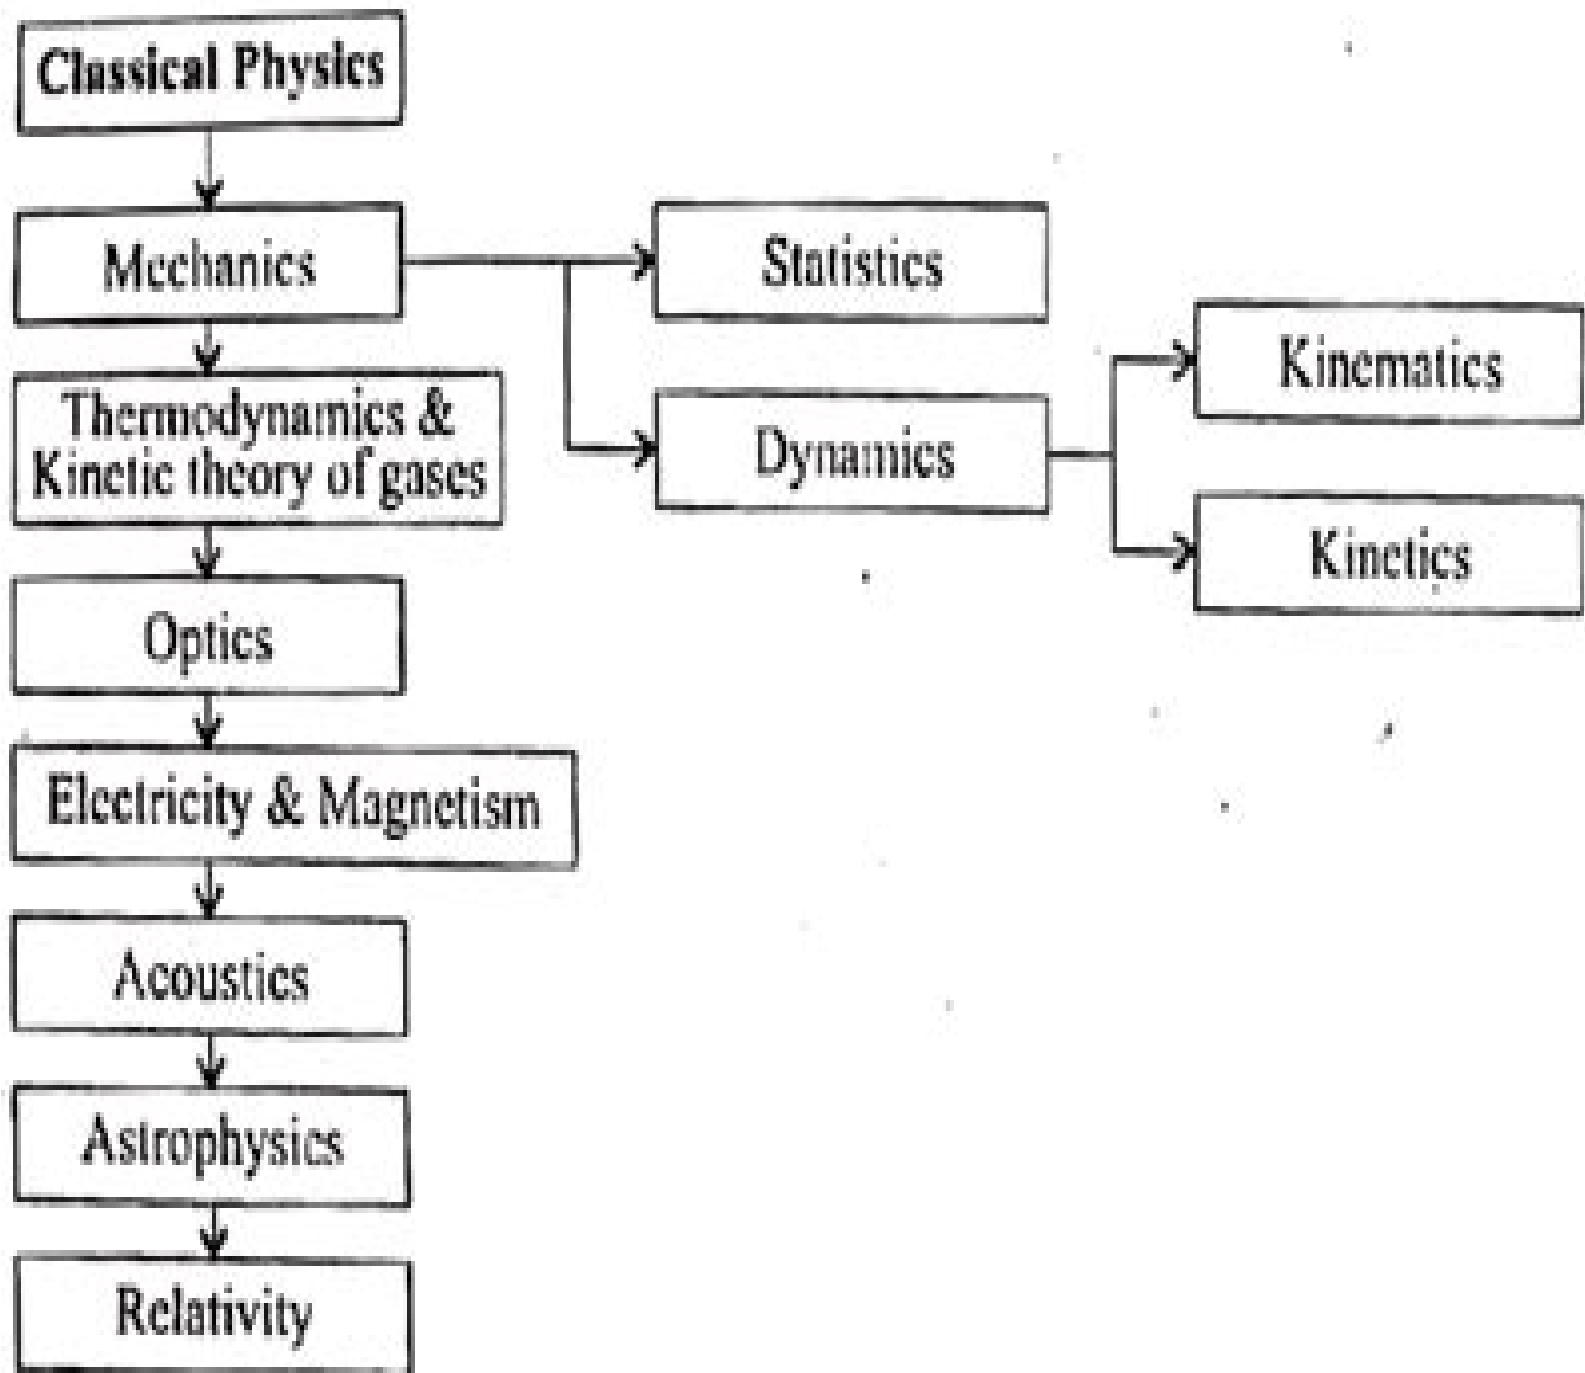 Classical Physics
Mechanics
Statistics
Kinematics
Thermodynamics &
Kinetic theory of gases
Dynamics
Kinetics
Optics
Electricity & Magnetism
Acoustics
Astrophysics
Relativity